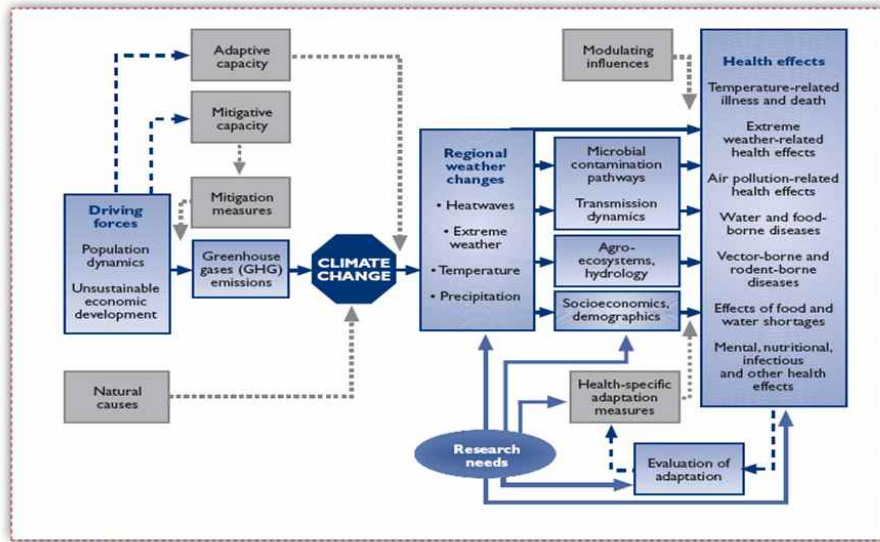 Adaptive
capacity
Mitigative
capacity
Mitigation
measures
Driving
forces
Population
dynamics
Unsustainable
economic
development
Greenhouse
gases (GHG)
emissions
CLIMATE
CHANGE
Natural
causes
Regional
weather
changes
• Heatwaves
• Extreme
weather
• Temperature
• Precipitation
Modulating
influences
Microbial
contamination
pathways
Transmission
dynamics
Agro-
ecosystems,
hydrology
Socioeconomics,
demographics
Health-specific
adaptation
measures
Research
needs
Evaluation of
adaptation
Health effects
Temperature-related
illness and death
Extreme
weather-related
health effects
Air pollution-related
health effects
Water and food-
borne diseases
Vector-borne and
rodent-borne
diseases
Effects of food and
water shortages
Mental, nutritional,
infectious
and other health
effects